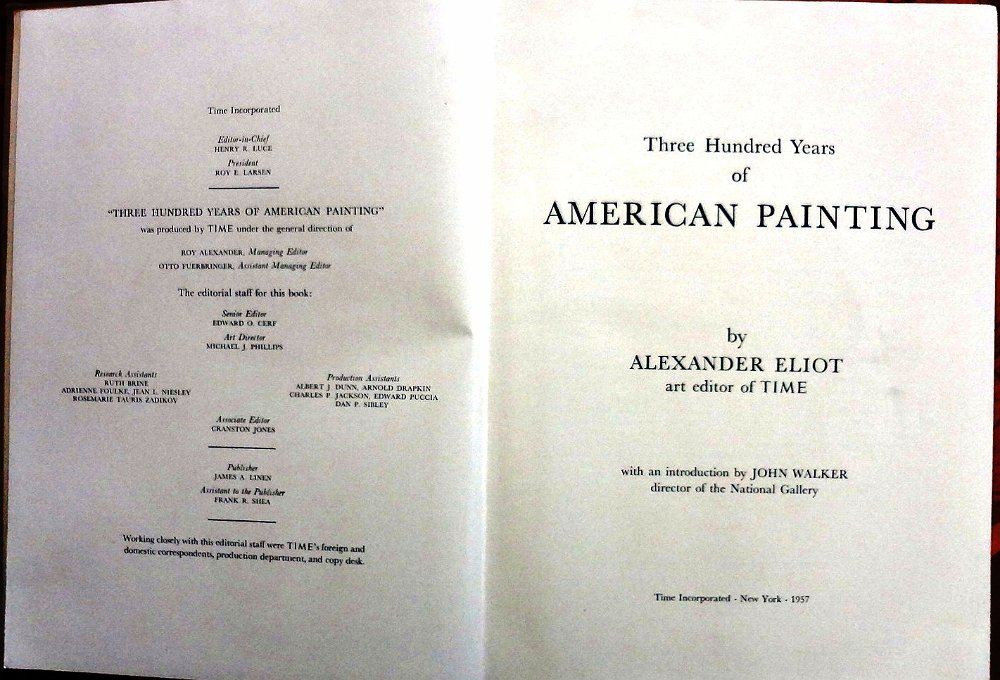 Time Incorporated
Editor-in-Chief
HENRY R. LUCE
President
ROY E. LARSEN
"THREE HUNDRED YEARS OF AMERICAN PAINTING"
was produced by TIME under the general direction of
ROY ALEXANDER, Managing Editor
OTTO FUERBRINGER, Assistant Managing Editor
The editorial staff for this book:
Senior Editor
EDWARD O. CERF
Art Director
MICHAEL J. PHILLIPS
Research Assistants
RUTH BRINE
ADRIENNE FOULKE, JEAN L. NIESLEY
ROSEMARIE TAURIS ZADIKOV
Production Assistants
ALBERT J. DUNN, ARNOLD DRAPKIN
CHARLES P. JACKSON, EDWARD PUCCIA
DAN P. SIBLEY
Associate Editor
CRANSTON JONES
Publisher
JAMES A. LINEN
Assistant to the Publisher
FRANK R. SHEA
Working closely with this editorial staff were TIME's foreign and
domestic correspondents, production department, and copy desk.
Three Hundred Years
of
AMERICAN PAINTING
by
ALEXANDER ELIOT
art editor of TIME
with an introduction by JOHN WALKER
director of the National Gallery
Time Incorporated - New York - 1957